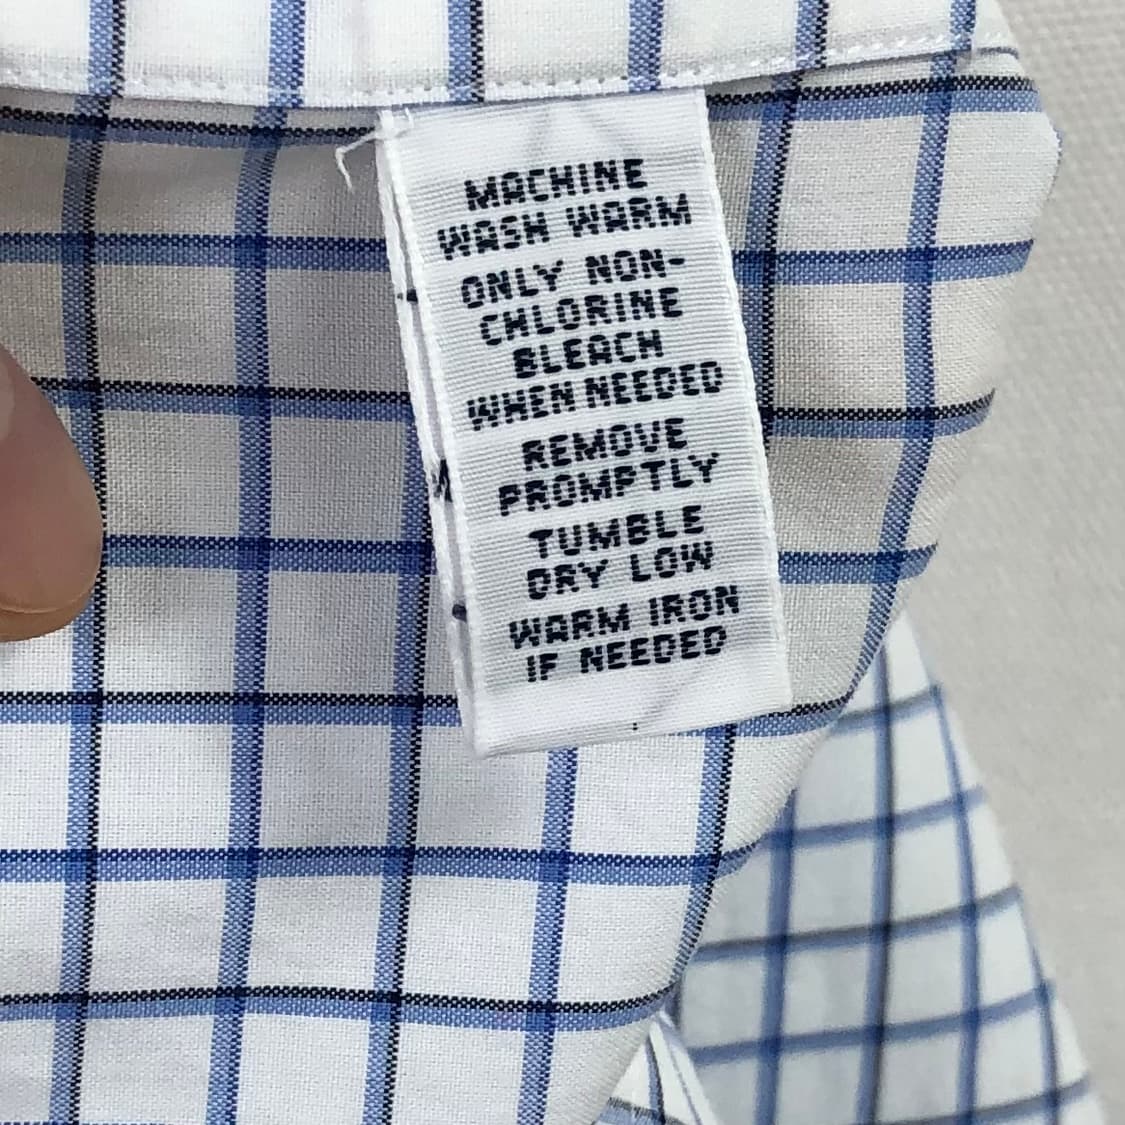 MACHINE
WASH WARM
ONLY NON-
CHLORINE
BLEACH
WHEN NEEDED
REMOVE
PROMPTLY
TUMBLE
DRY LOW
WARM IRON
IF NEEDED